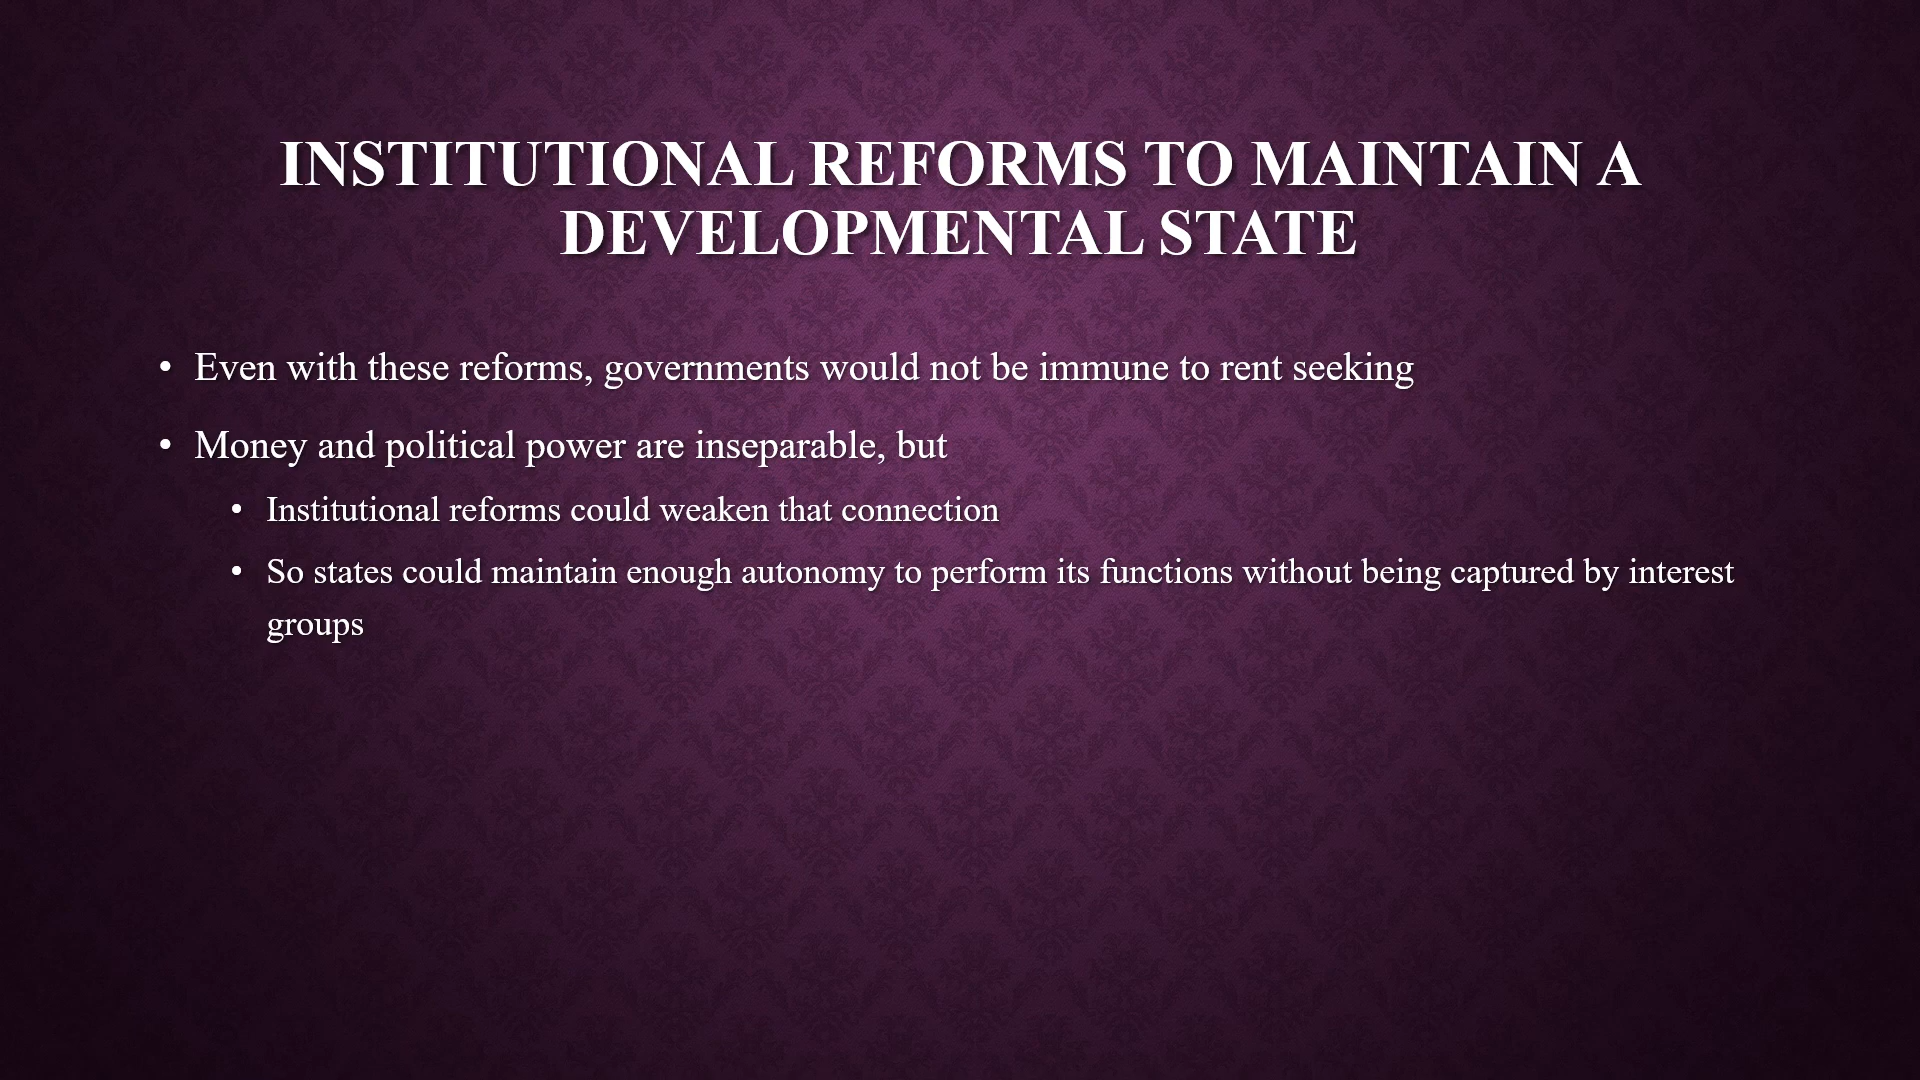 INSTITUTIONAL REFORMS TO MAINTAIN A
DEVELOPMENTAL STATE
• Even with these reforms, governments would not be immune to rent seeking
• Money and political power are inseparable, but
• Institutional reforms could weaken that connection
• So states could maintain enough autonomy to perform its functions without being captured by interest
groups